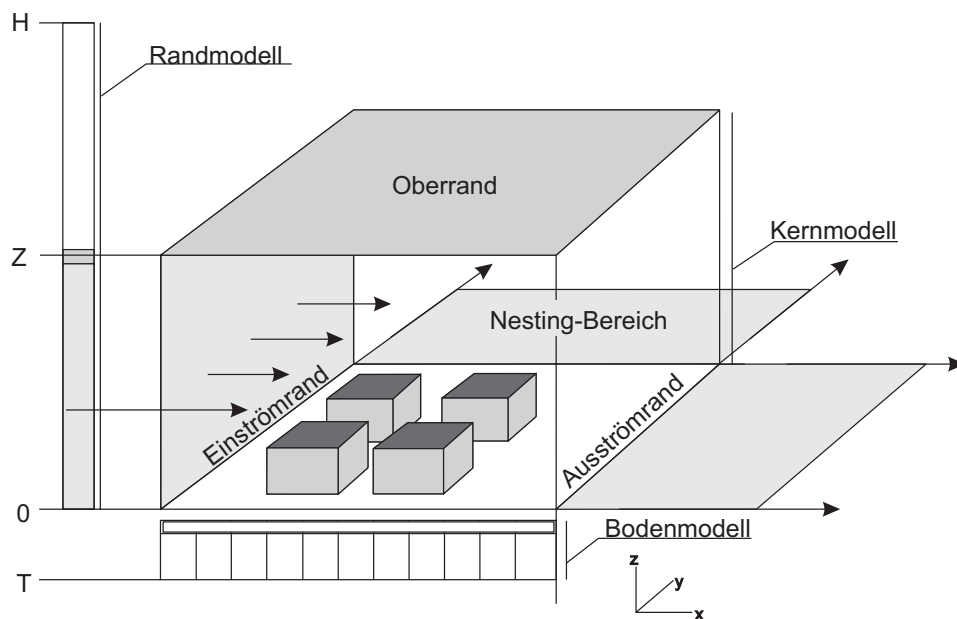 H
Randmodell
Oberrand
Z
Kernmodell
Nesting-Bereich
Einströmrand
Ausströmrand
0
Bodenmodell
T
z
y
x